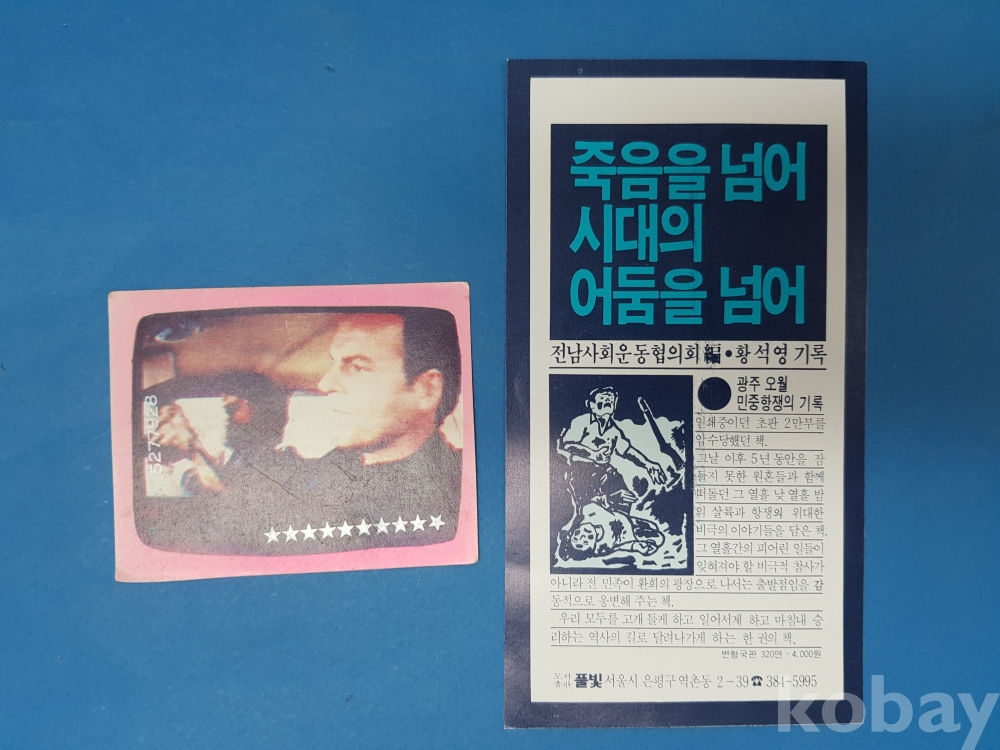 5277928
★★★★★★★★★★
죽음을 넘어
시대의
어둠을 넘어
전남사회운동협의회編•황석영 기록
광주 오월
민중항쟁의 기록
인쇄중이던 초판 2만부를
압수당했던 책.
그날 이후 5년 동안을 잠
들지 못한 원혼들과 함께
떠돌던 그 열흘 낮 열흘 밤
의 살륙과 항쟁의 위대한
비극의 이야기들을 담은 책.
그 열흘간의 피어린 일들이
잊혀져야 할 비극적 참사가
아니라 전 민족이 환희의 광장으로 나서는 출발점임을 감
동적으로 웅변해 주는 책.
우리 모두를 고개 들게 하고 일어서게 하고 마침내 승
리하는 역사의 길로 달려나가게 하는 한 권의 책.
변형국판 320면·4,000원
도서출판 풀빛 서울시 은평구 역촌동 2-39☎384-5995
kobay